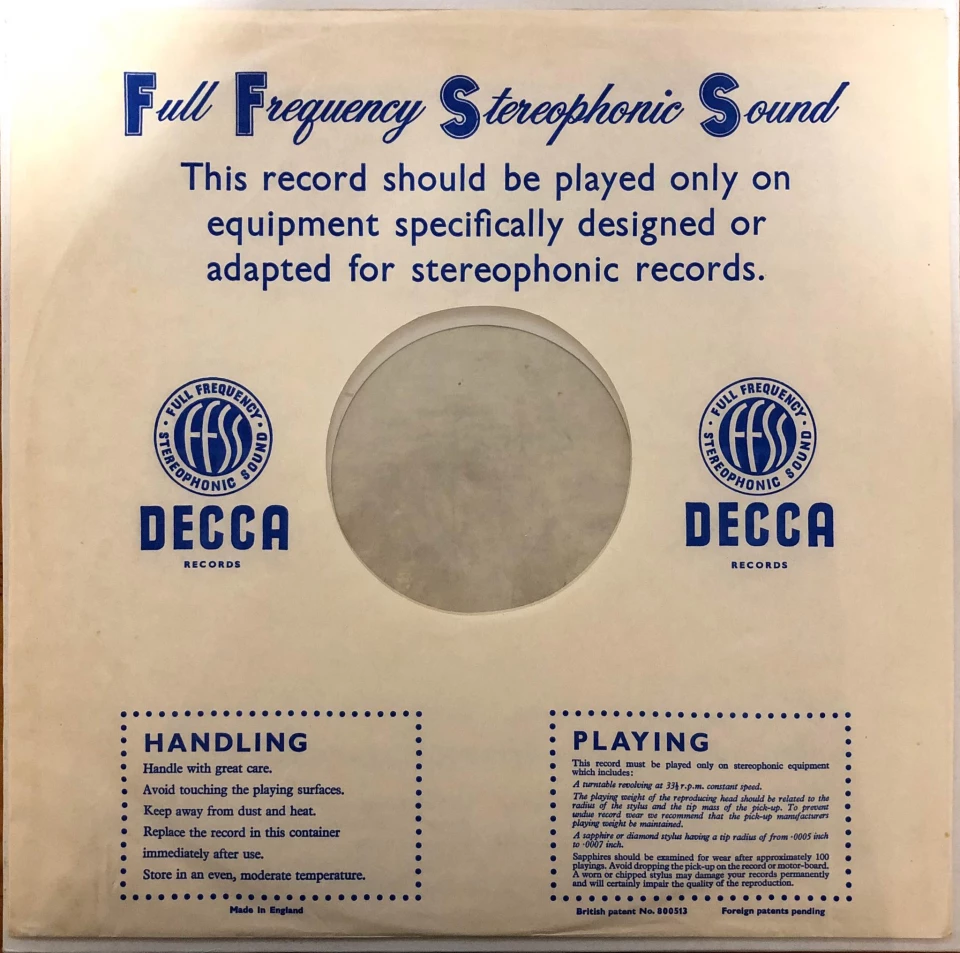 Full Frequency Stereophonic Sound
This record should be played only on
equipment specifically designed or
adapted for stereophonic records.
· FULL FREQUENCY · STEREOPHONIC SOUND
FFSS
DECCA
RECORDS
· FULL FREQUENCY · STEREOPHONIC SOUND
FFSS
DECCA
RECORDS
HANDLING
Handle with great care.
Avoid touching the playing surfaces.
Keep away from dust and heat.
Replace the record in this container
immediately after use.
Store in an even, moderate temperature.
Made in England
PLAYING
This record must be played only on stereophonic equipment
which includes:
A turntable revolving at 33⅓ r.p.m. constant speed.
The playing weight of the reproducing head should be related to the
radius of the stylus and the tip mass of the pick-up. To prevent
undue record wear we recommend that the pick-up manufacturers
playing weight be maintained.
A sapphire or diamond stylus having a tip radius of from ·0005 inch
to ·0007 inch.
Sapphires should be examined for wear after approximately 100
playings. Avoid dropping the pick-up on the record or motor-board.
A worn or chipped stylus may damage your records permanently
and will certainly impair the quality of the reproduction.
British patent No. 800513 Foreign patents pending